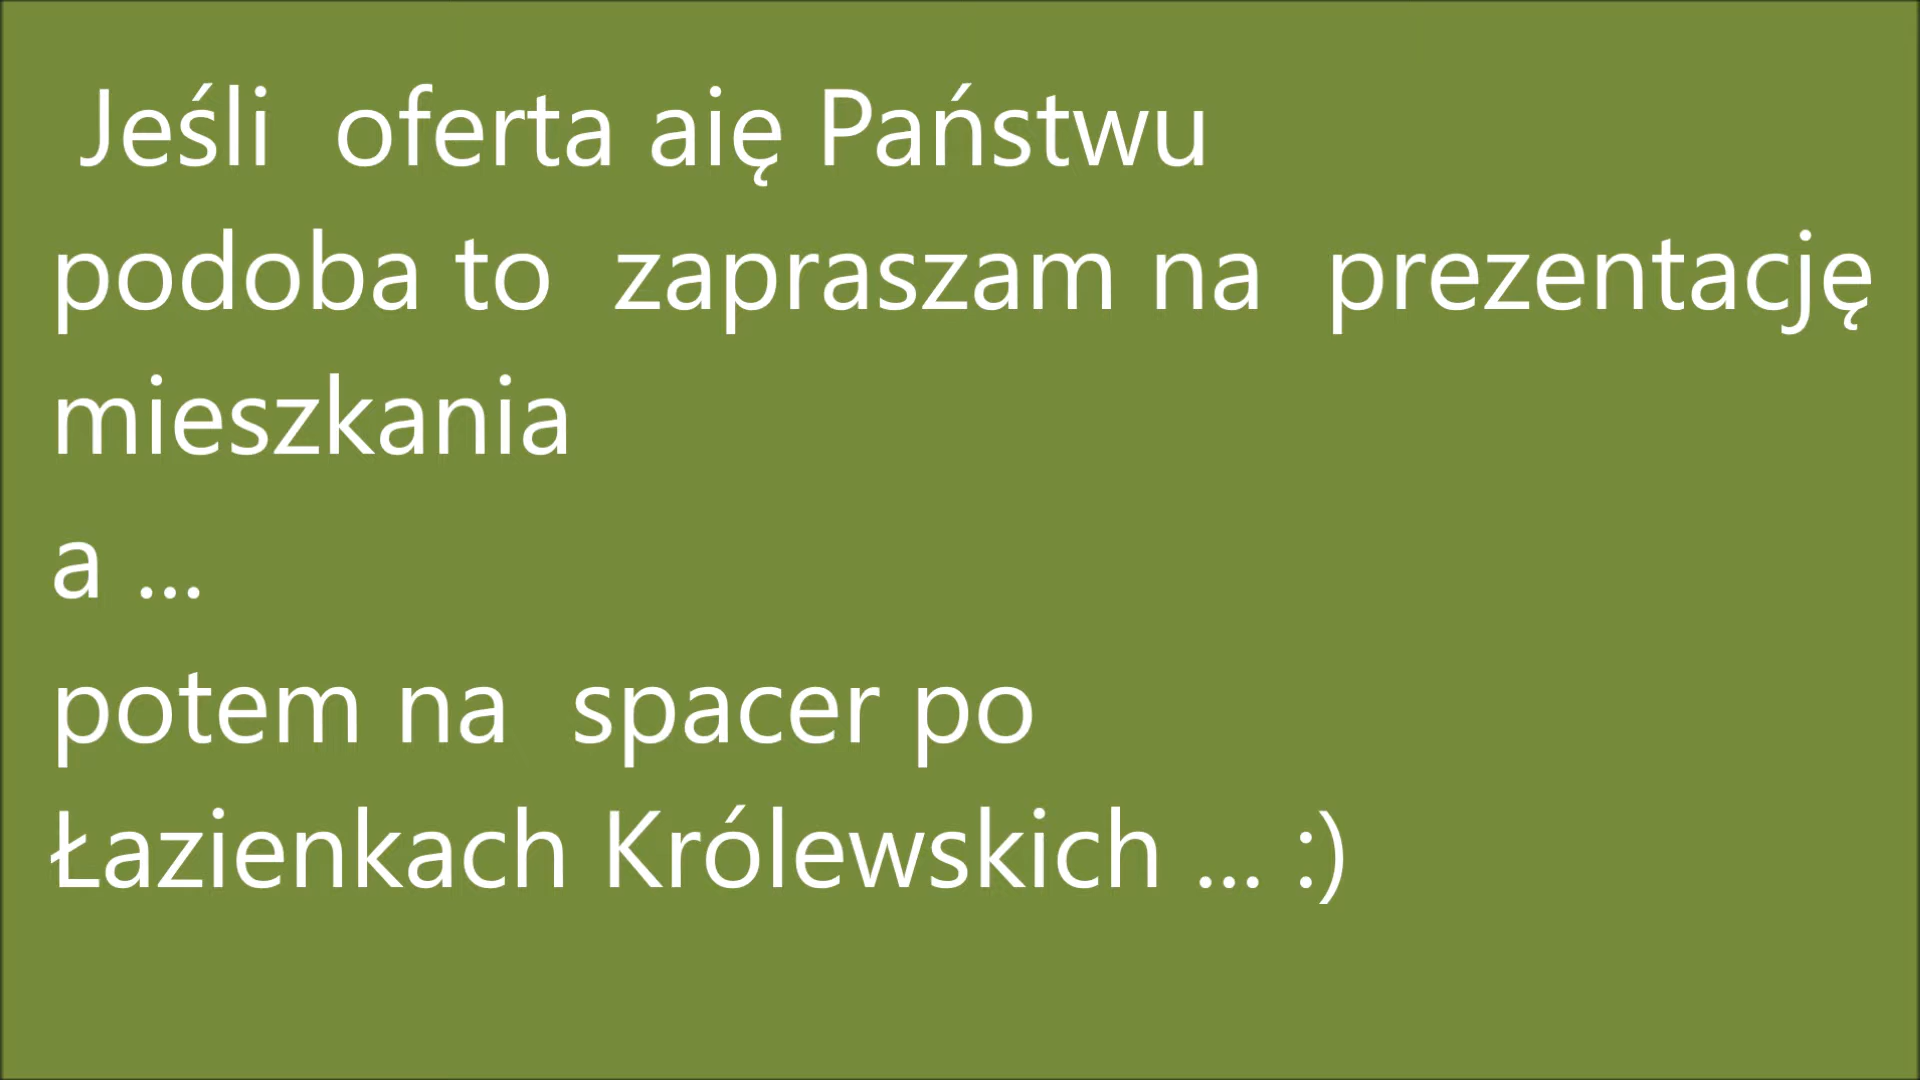 Jeśli oferta aię Państwu
podoba to zapraszam na prezentację
mieszkania
a ...
potem na spacer po
Łazienkach Królewskich ... :)